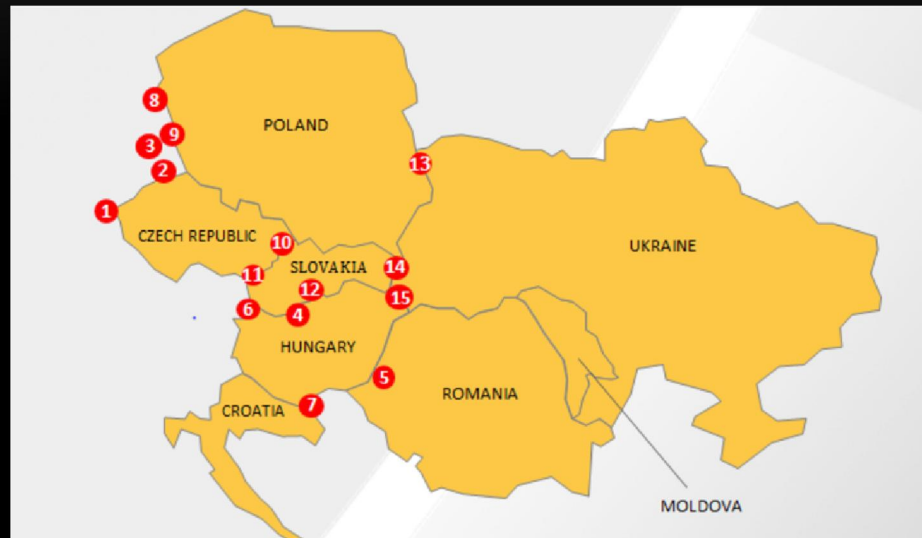 8
POLAND
9
3
13
2
1
CZECH REPUBLIC
10
UKRAINE
SLOVAKIA
14
11
12
15
6
4
HUNGARY
5
ROMANIA
7
CROATIA
MOLDOVA